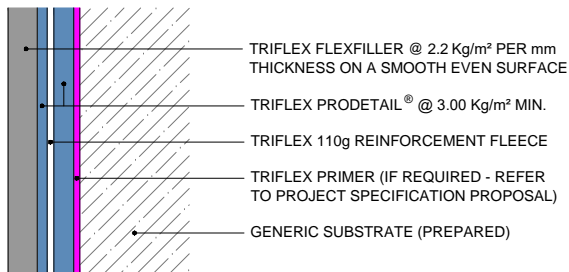 TRIFLEX FLEXFILLER @ 2.2 Kg/m² PER mm
THICKNESS ON A SMOOTH EVEN SURFACE
TRIFLEX PRODETAIL® @ 3.00 Kg/m² MIN.
TRIFLEX 110g REINFORCEMENT FLEECE
TRIFLEX PRIMER (IF REQUIRED - REFER
TO PROJECT SPECIFICATION PROPOSAL)
GENERIC SUBSTRATE (PREPARED)